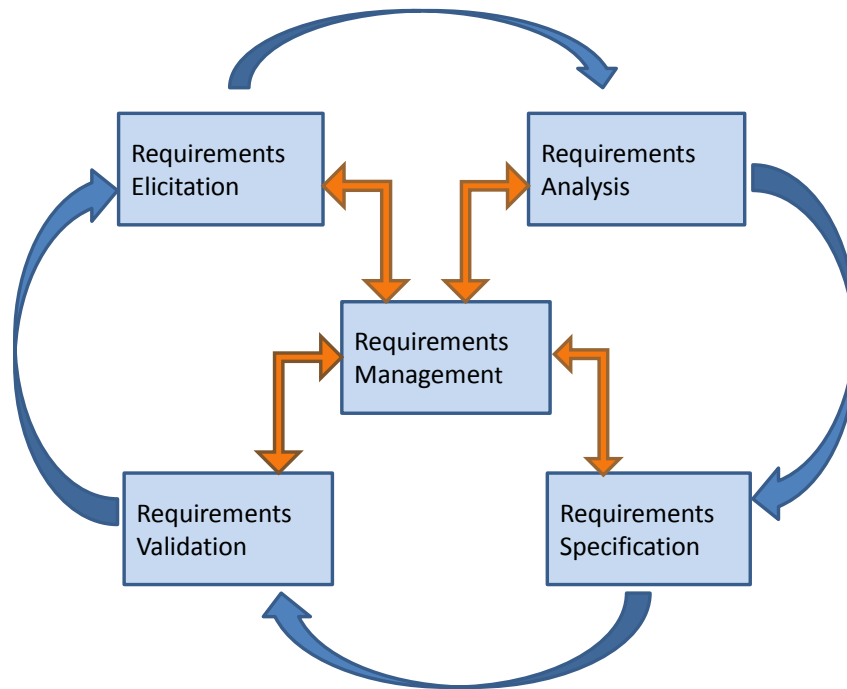 Requirements
Elicitation
Requirements
Analysis
Requirements
Management
Requirements
Validation
Requirements
Specification